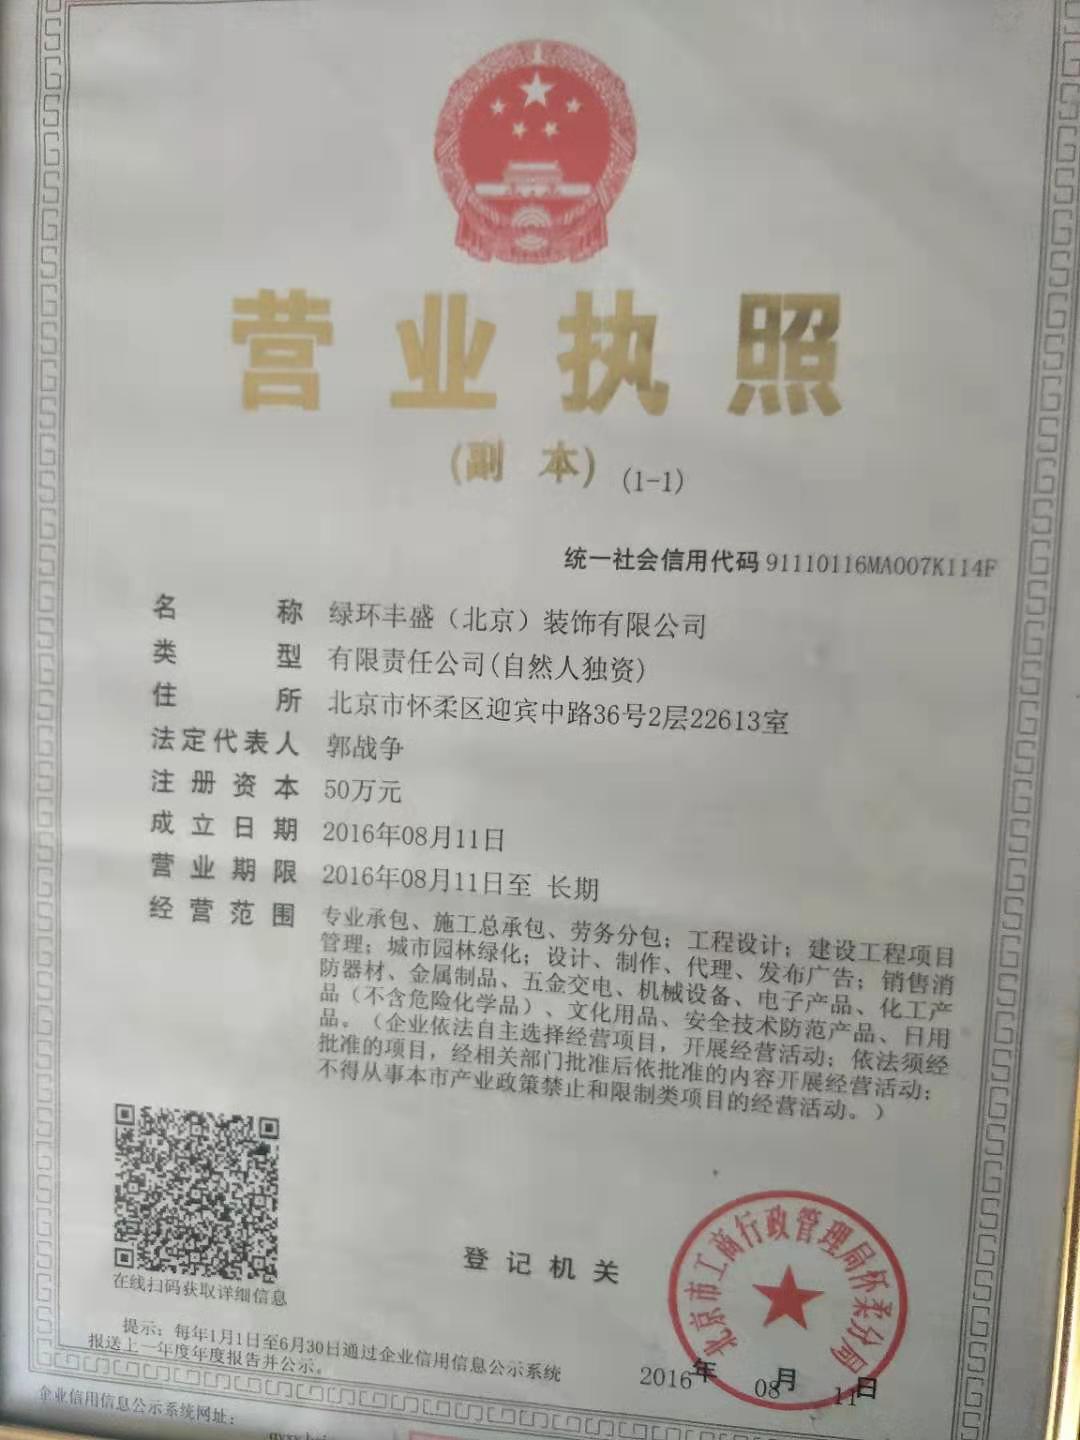 营业执照
(副 本) (1-1)
统一社会信用代码 91110116MA007K114F
名 称 绿环丰盛（北京）装饰有限公司
类 型 有限责任公司(自然人独资)
住 所 北京市怀柔区迎宾中路36号2层22613室
法定代表人 郭战争
注册资本 50万元
成立日期 2016年08月11日
营业期限 2016年08月11日至 长期
经营范围 专业承包、施工总承包、劳务分包；工程设计；建设工程项目
管理；城市园林绿化；设计、制作、代理、发布广告；销售消
防器材、金属制品、五金交电、机械设备、电子产品、化工产
品（不含危险化学品）、文化用品、安全技术防范产品、日用
品。（企业依法自主选择经营项目，开展经营活动；依法须经
批准的项目，经相关部门批准后依批准的内容开展经营活动；
不得从事本市产业政策禁止和限制类项目的经营活动。）
在线扫码获取详细信息
登记机关
北京市工商行政管理局怀柔分局
2016年 08月 11日
提示：每年1月1日至6月30日通过企业信用信息公示系统
报送上一年度年度报告并公示。
企业信用信息公示系统网址：